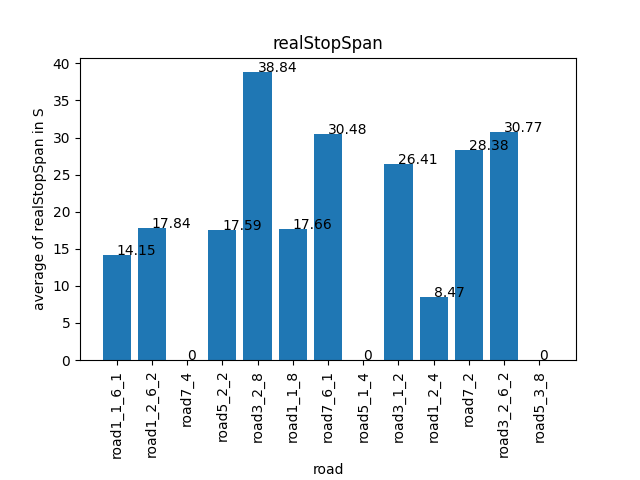 realStopSpan
average of realStopSpan in S
40
35
30
25
20
15
10
5
0
14.15
17.84
0
17.59
38.84
17.66
30.48
0
26.41
8.47
28.38
30.77
0
road1_1_6_1
road1_2_6_2
road7_4
road5_2_2
road3_2_8
road1_1_8
road7_6_1
road5_1_4
road3_1_2
road1_2_4
road7_2
road3_2_6_2
road5_3_8
road